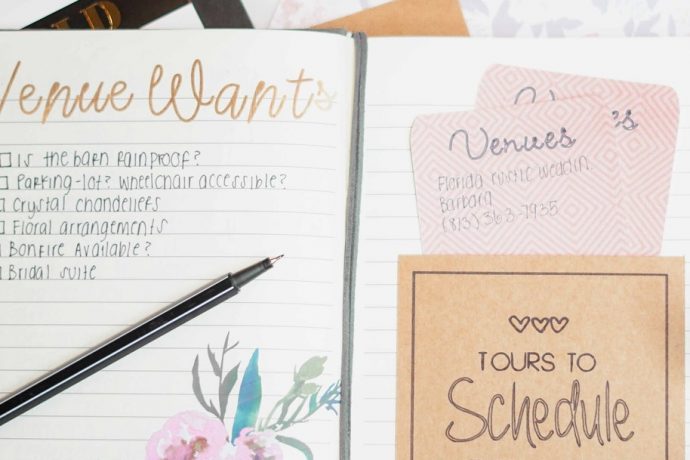 Venue Wants
Is the barn rainproof?
Parking-lot? wheelchair accessible?
Crystal chandeliers
Floral arrangements
Bonfire Available?
Bridal suite
Venues
's
Florida rustic weddin.
Barbara
(813) 363-7935
TOURS TO
Schedule